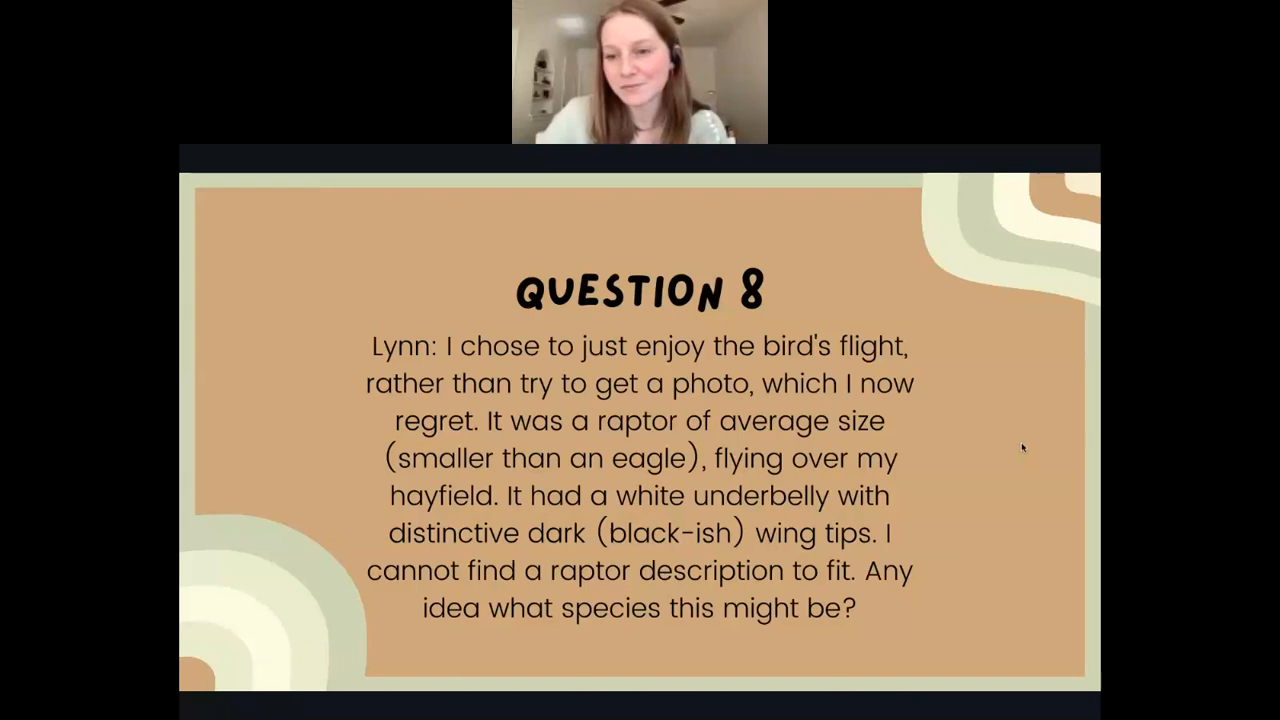 QUESTION 8
Lynn: I chose to just enjoy the bird's flight,
rather than try to get a photo, which I now
regret. It was a raptor of average size
(smaller than an eagle), flying over my
hayfield. It had a white underbelly with
distinctive dark (black-ish) wing tips. I
cannot find a raptor description to fit. Any
idea what species this might be?